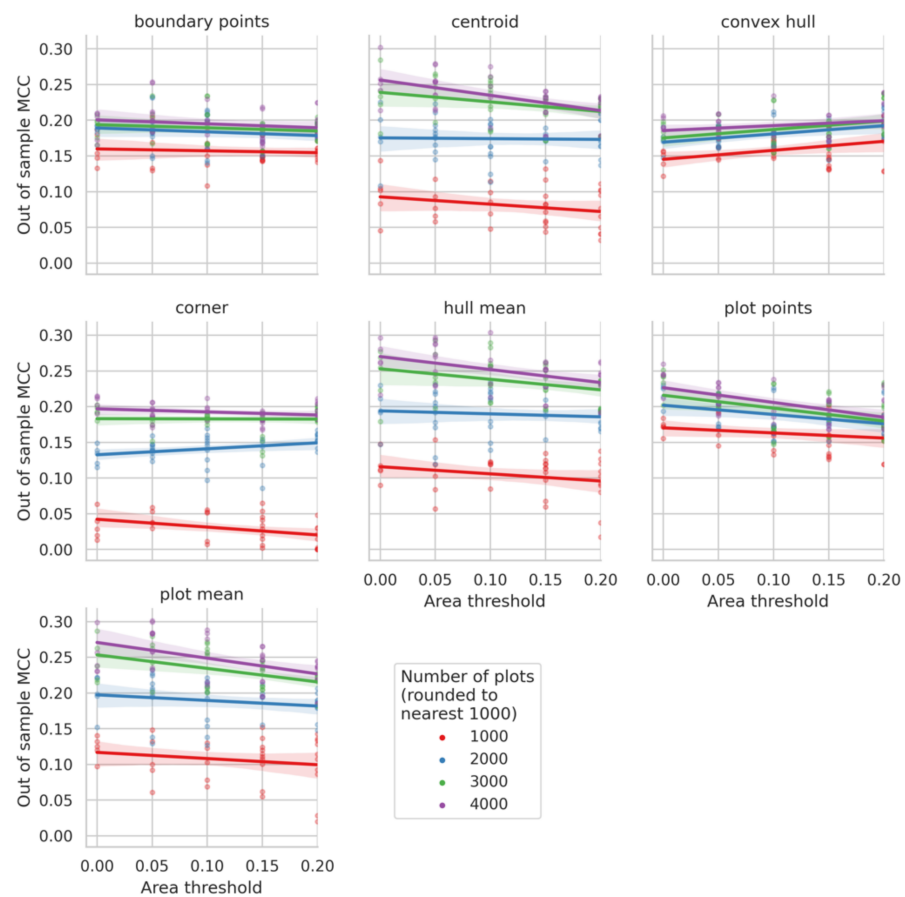 boundary points
centroid
convex hull
0.30
0.25
0.20
0.15
0.10
0.05
0.00
Out of sample MCC
corner
hull mean
plot points
0.30
0.25
0.20
0.15
0.10
0.05
0.00
Out of sample MCC
0.00 0.05 0.10 0.15 0.20
Area threshold
0.00 0.05 0.10 0.15 0.20
Area threshold
plot mean
0.30
0.25
0.20
0.15
0.10
0.05
0.00
Out of sample MCC
0.00 0.05 0.10 0.15 0.20
Area threshold
Number of plots
(rounded to
nearest 1000)
1000
2000
3000
4000